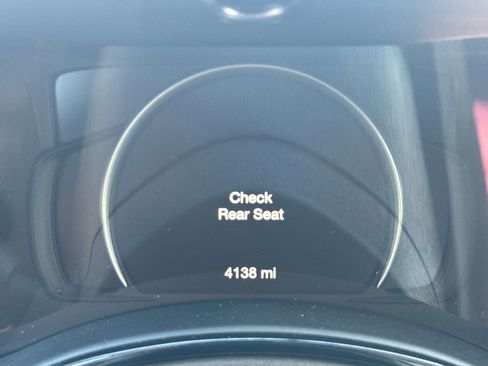 Check
Rear Seat
4138 mi